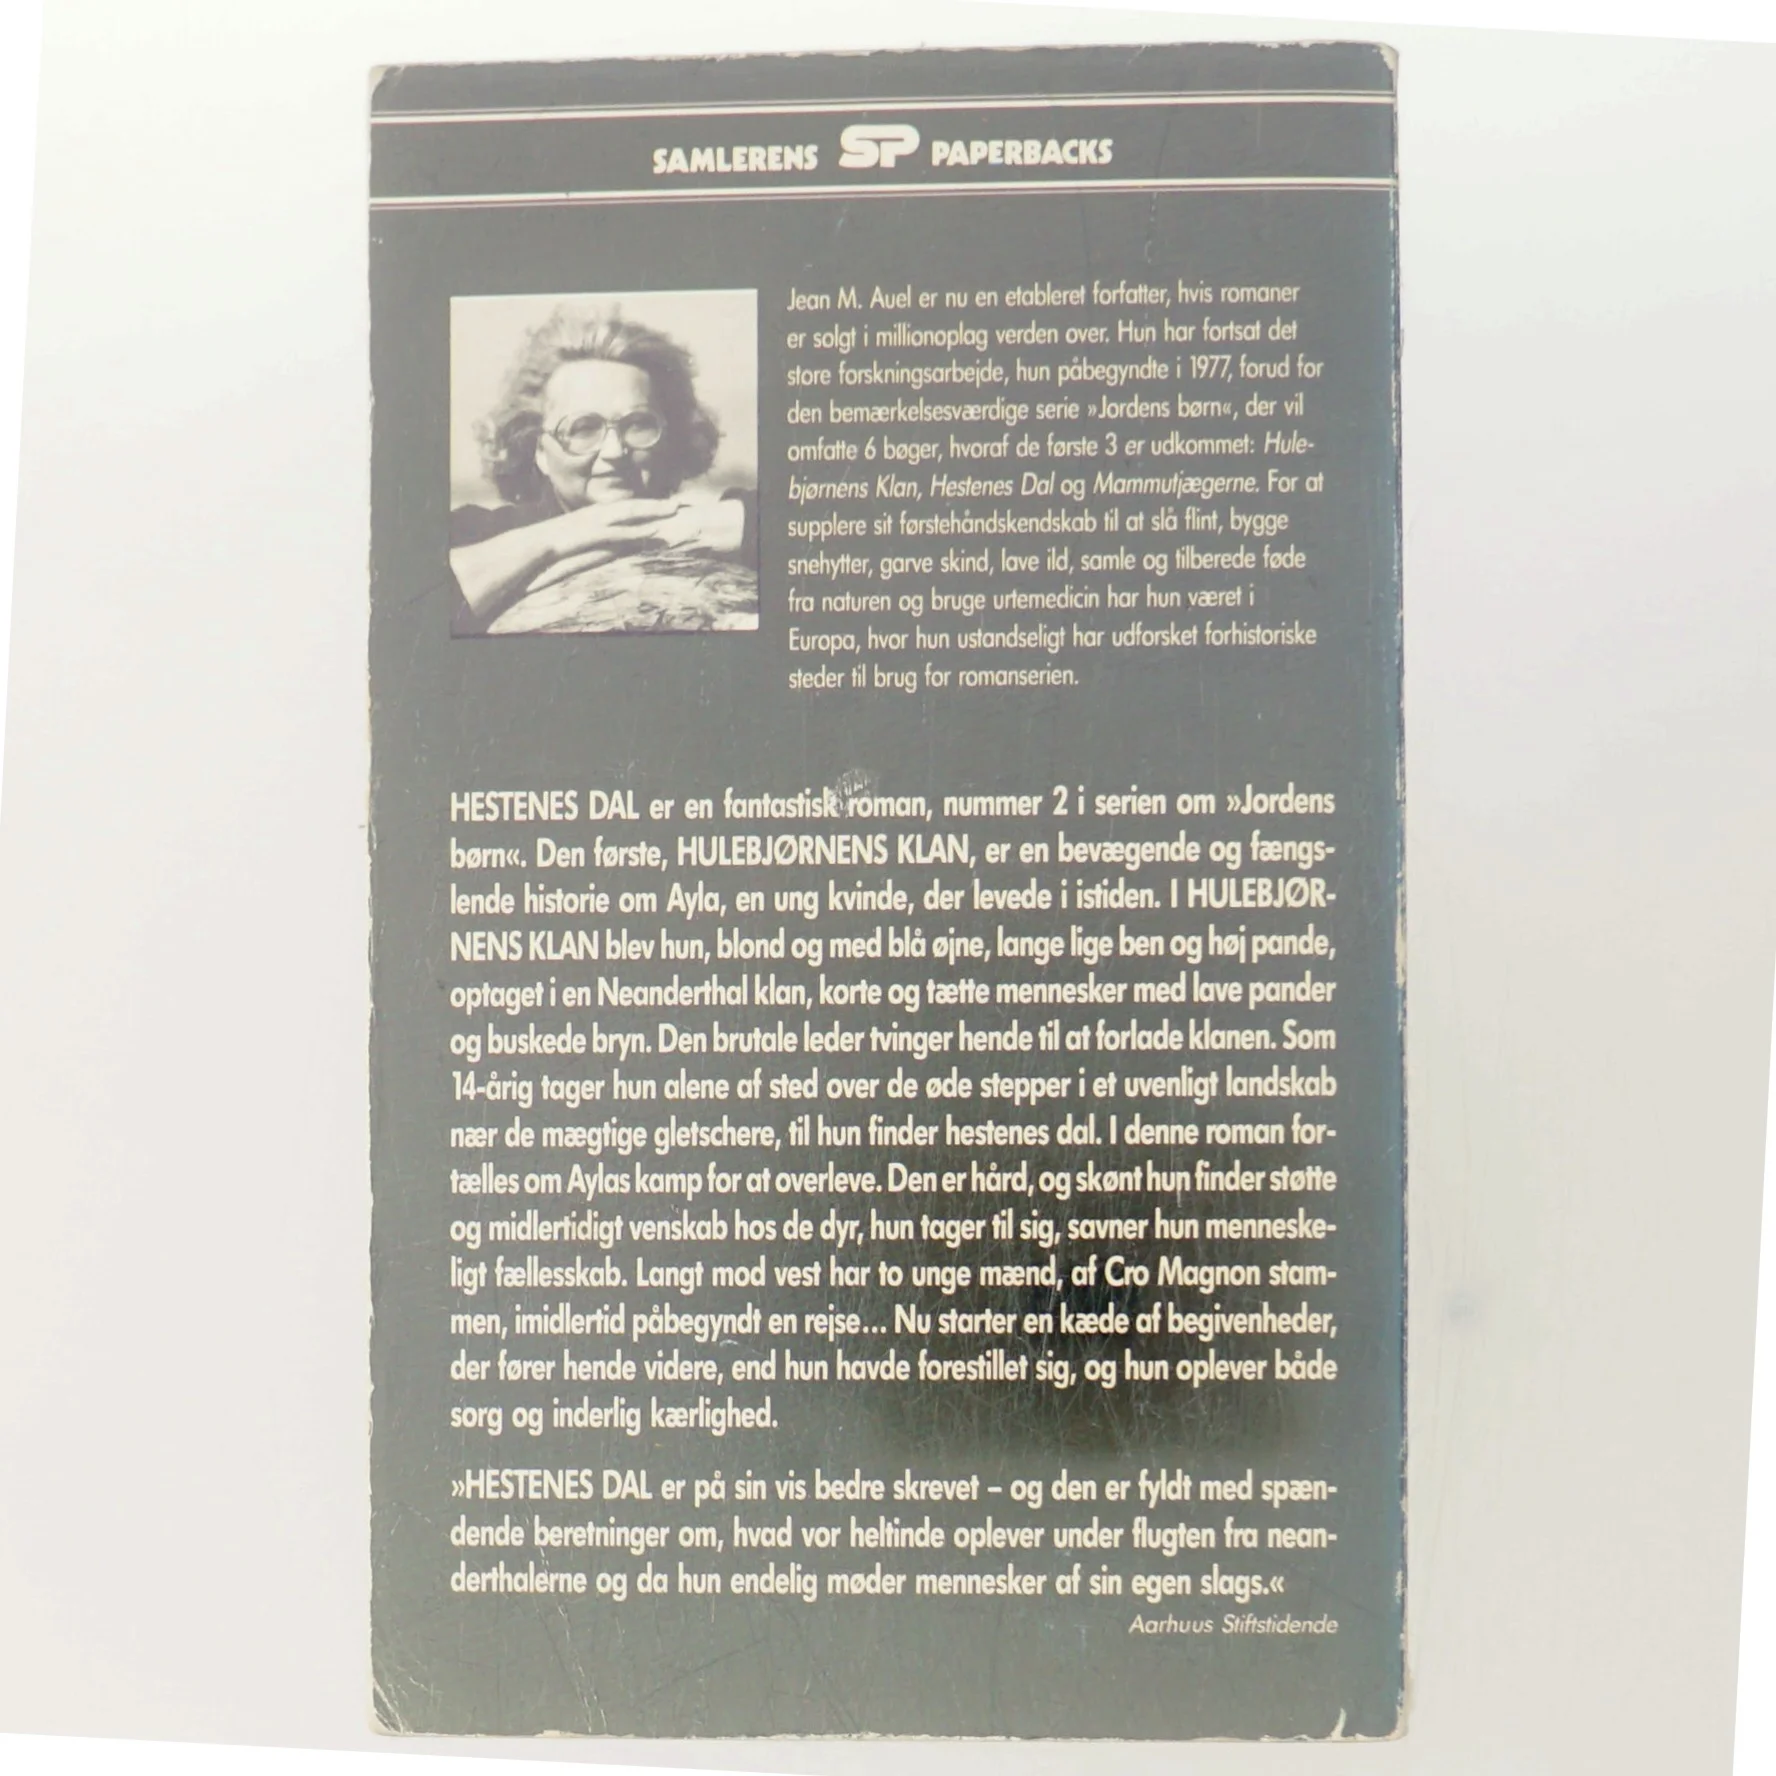 SAMLERENS SP PAPERBACKS
Jean M. Auel er nu en etableret forfatter, hvis romaner
er solgt i millionoplag verden over. Hun har fortsat det
store forskningsarbejde, hun påbegyndte i 1977, forud for
den bemærkelsesværdige serie »Jordens børn«, der vil
omfatte 6 bøger, hvoraf de første 3 er udkommet: Hule-
bjørnens Klan, Hestenes Dal og Mammutjægerne. For at
supplere sit førstehåndskendskab til at slå flint, bygge
snehytter, garve skind, lave ild, samle og tilberede føde
fra naturen og bruge urtemedicin har hun været i
Europa, hvor hun ustandseligt har udforsket forhistoriske
steder til brug for romanserien.
HESTENES DAL er en fantastisk roman, nummer 2 i serien om »Jordens
børn«. Den første, HULEBJØRNENS KLAN, er en bevægende og fængs-
lende historie om Ayla, en ung kvinde, der levede i istiden. I HULEBJØR-
NENS KLAN blev hun, blond og med blå øjne, lange lige ben og høj pande,
optaget i en Neanderthal klan, korte og tætte mennesker med lave pander
og buskede bryn. Den brutale leder tvinger hende til at forlade klanen. Som
14-årig tager hun alene af sted over de øde stepper i et uvenligt landskab
nær de mægtige gletschere, til hun finder hestenes dal. I denne roman for-
tælles om Aylas kamp for at overleve. Den er hård, og skønt hun finder støtte
og midlertidigt venskab hos de dyr, hun tager til sig, savner hun menneske-
ligt fællesskab. Langt mod vest har to unge mænd, af Cro Magnon stam-
men, imidlertid påbegyndt en rejse... Nu starter en kæde af begivenheder,
der fører hende videre, end hun havde forestillet sig, og hun oplever både
sorg og inderlig kærlighed.
»HESTENES DAL er på sin vis bedre skrevet – og den er fyldt med spæn-
dende beretninger om, hvad vor heltinde oplever under flugten fra nean-
derthalerne og da hun endelig møder mennesker af sin egen slags.«
Aarhuus Stiftstidende